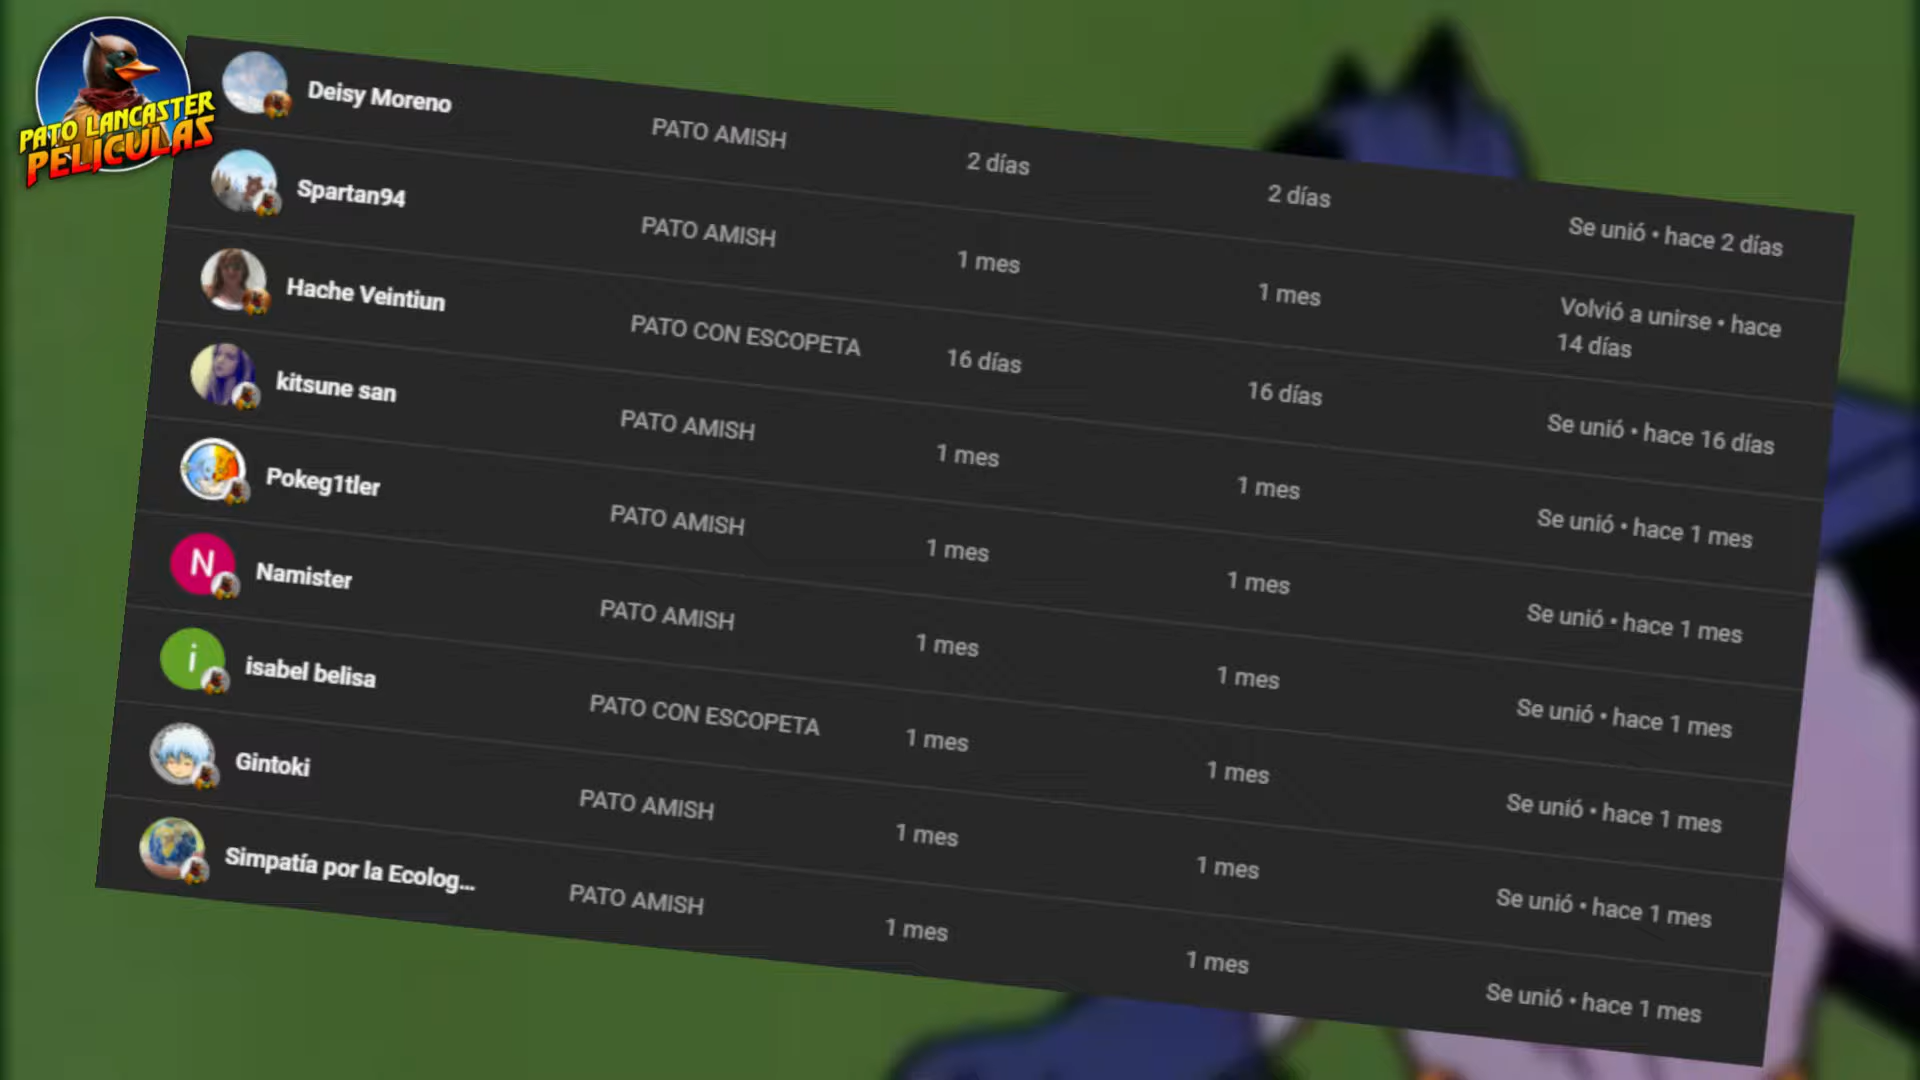 PATO LANCASTER
PELICULAS
Deisy Moreno PATO AMISH 2 días 2 días Se unió • hace 2 días
Spartan94 PATO AMISH 1 mes 1 mes Volvió a unirse • hace
14 días
Hache Veintiun PATO CON ESCOPETA 16 días 16 días Se unió • hace 16 días
kitsune san PATO AMISH 1 mes 1 mes Se unió • hace 1 mes
Pokeg1tler PATO AMISH 1 mes 1 mes Se unió • hace 1 mes
N Namister PATO AMISH 1 mes 1 mes Se unió • hace 1 mes
i isabel belisa PATO CON ESCOPETA 1 mes 1 mes Se unió • hace 1 mes
Gintoki PATO AMISH 1 mes 1 mes Se unió • hace 1 mes
Simpatía por la Ecolog... PATO AMISH 1 mes 1 mes Se unió • hace 1 mes